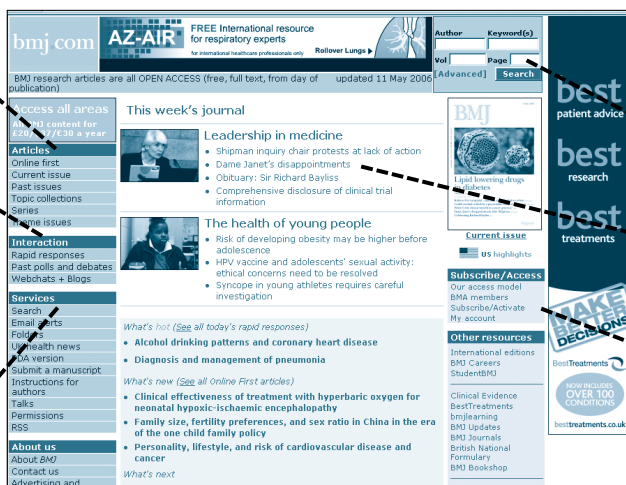 bmj.com
AZ-AIR
FREE International resource
for respiratory experts
for international healthcare professionals only
Rollover Lungs
Author Keyword(s)
Vol Page
[Advanced] Search
BMJ research articles are all OPEN ACCESS (free, full text, from day of
publication)
updated 11 May 2006
Access all areas
All BMJ content for
£20/ /€30 a year
Articles
Online first
Current issue
Past issues
Topic collections
Series
Theme issues
Interaction
Rapid responses
Past polls and debates
Webchats + Blogs
Services
Search
Email alerts
Folders
UK health news
PDA version
Submit a manuscript
Instructions for
authors
Talks
Permissions
RSS
About us
About BMJ
Contact us
Advertising and
This week's journal
Leadership in medicine
• Shipman inquiry chair protests at lack of action
• Dame Janet's disappointments
• Obituary: Sir Richard Bayliss
• Comprehensive disclosure of clinical trial
information
The health of young people
• Risk of developing obesity may be higher before
adolescence
• HPV vaccine and adolescents' sexual activity:
ethical concerns need to be resolved
• Syncope in young athletes requires careful
investigation
What's hot (See all today's rapid responses)
• Alcohol drinking patterns and coronary heart disease
• Diagnosis and management of pneumonia
What's new (See all Online First articles)
• Clinical effectiveness of treatment with hyperbaric oxygen for
neonatal hypoxic-ischaemic encephalopathy
• Family size, fertility preferences, and sex ratio in China in the era
of the one child family policy
• Personality, lifestyle, and risk of cardiovascular disease and
cancer
What's next
BMJ
Lipid lowering drugs
in diabetes
Current issue
US highlights
Subscribe/Access
Our access model
BMA members
Subscribe/Activate
My account
Other resources
International editions
BMJ Careers
StudentBMJ
Clinical Evidence
BestTreatments
bmjlearning
BMJ Updates
BMJ Journals
British National
Formulary
BMJ Bookshop
best
patient advice
best
research
best
treatments
MAKE
BETTER
DECISIONS
BestTreatments
NOW INCLUDES
OVER 100
CONDITIONS
besttreatments.co.uk